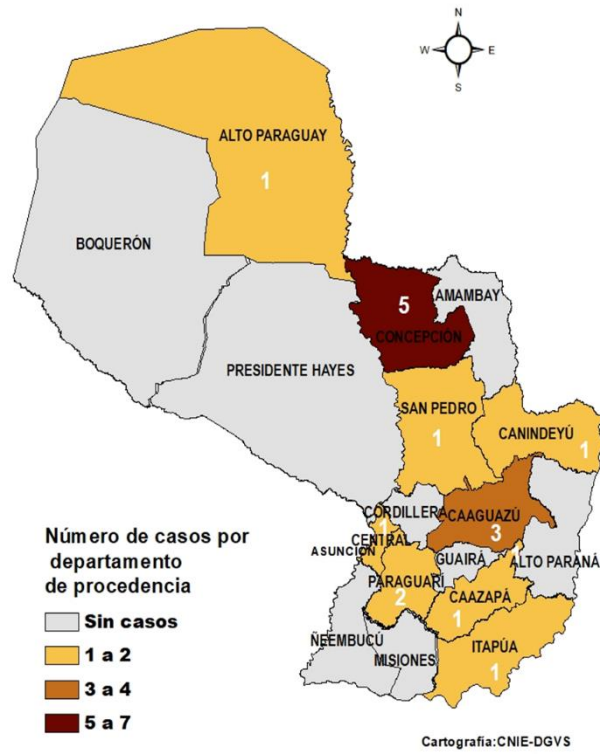 N
W E
S
ALTO PARAGUAY
1
BOQUERÓN
5
AMAMBAY
CONCEPCIÓN
PRESIDENTE HAYES
SAN PEDRO
1
CANINDEYÚ
1
CORDILLERA
CAAGUAZÚ
3
1
CENTRAL
ASUNCIÓN
GUAIRÁ
1
ALTO PARANÁ
PARAGUARÍ
2
CAAZAPÁ
1
ÑEEMBUCÚ
MISIONES
ITAPÚA
1
Número de casos por
departamento
de procedencia
Sin casos
1 a 2
3 a 4
5 a 7
Cartografia:CNIE-DGVS